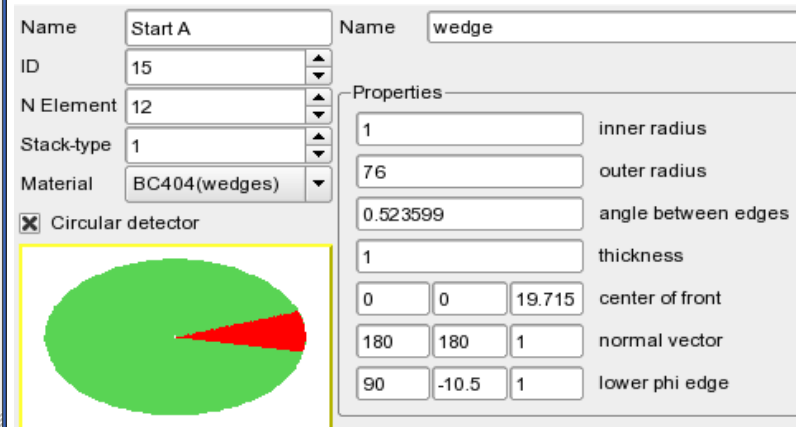 Name Start A
ID 15
N Element 12
Stack-type 1
Material BC404(wedges)
Circular detector
Name wedge
Properties
1 inner radius
76 outer radius
0.523599 angle between edges
1 thickness
0 0 19.715 center of front
180 180 1 normal vector
90 -10.5 1 lower phi edge